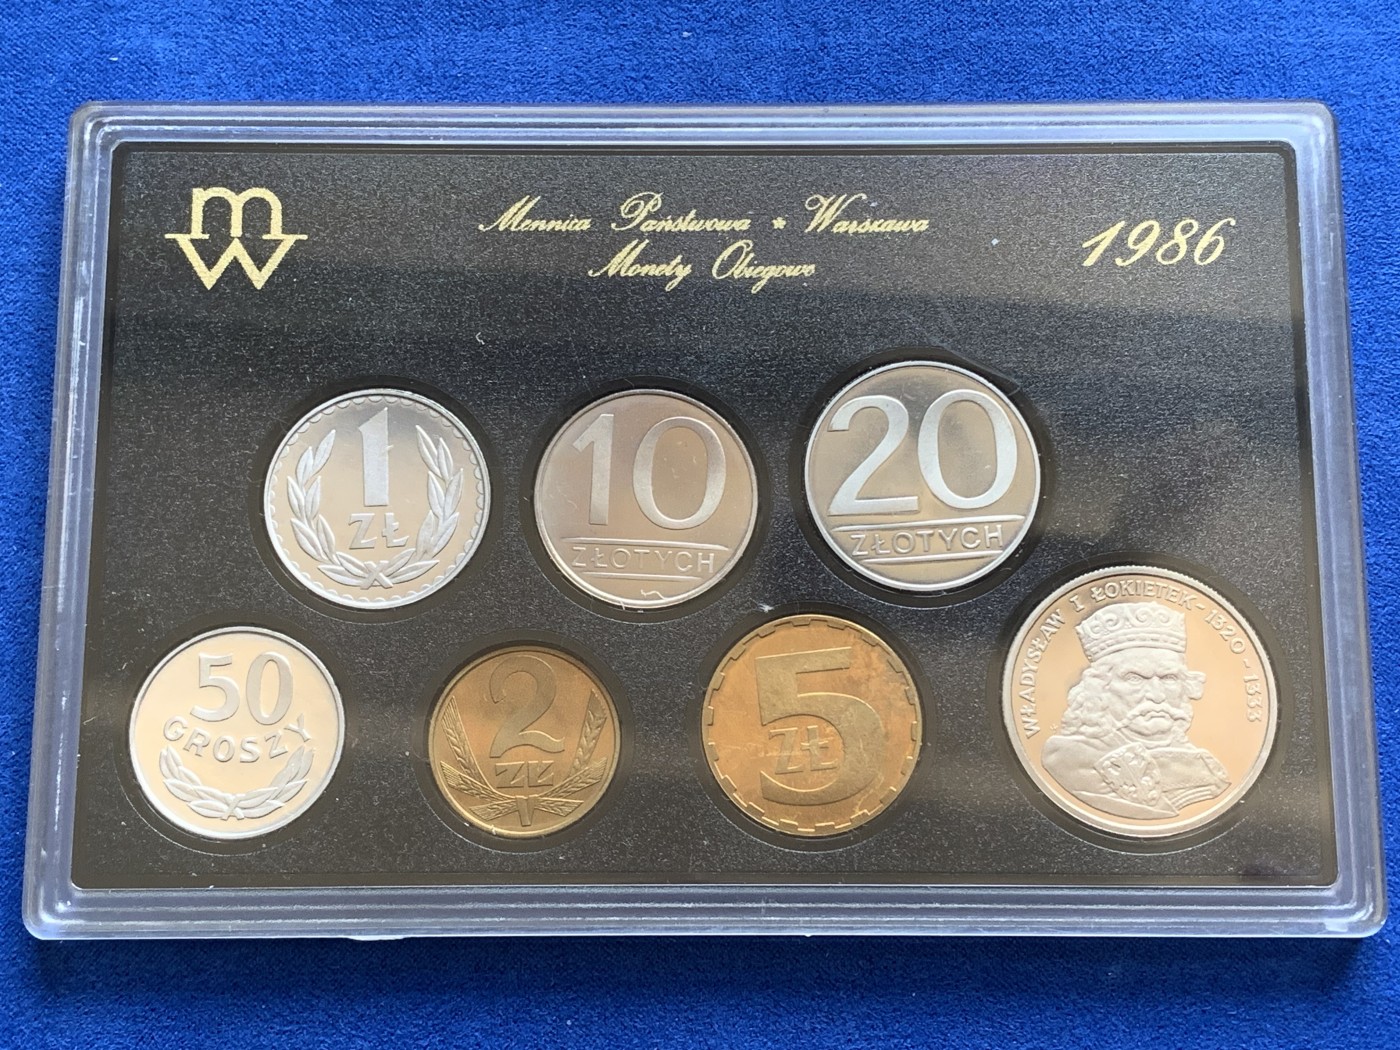 mw
Mennica Państwowa * Warszawa
Monety Obiegowe
1986
1
ZŁ
10
ZŁOTYCH
20
ZŁOTYCH
50
GROSZY
2
ZŁ
5
ZŁ
WŁADYSŁAW I ŁOKIETEK-1320-1333